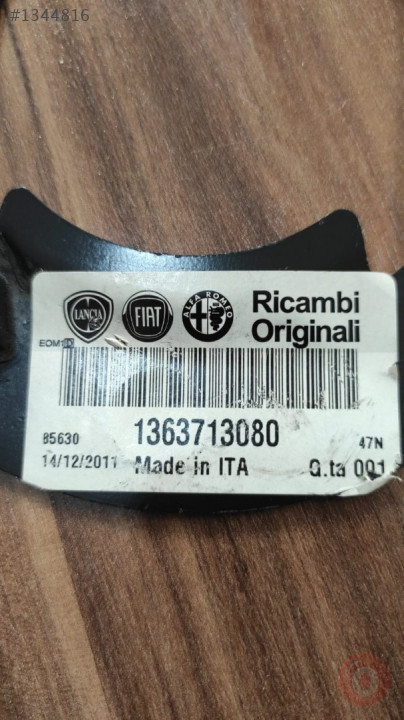 #1344816
LANCIA
FIAT
ALFA ROMEO
Ricambi
Originali
1363713080
85630
47N
14/12/2011 Made in ITA Q.ta 001